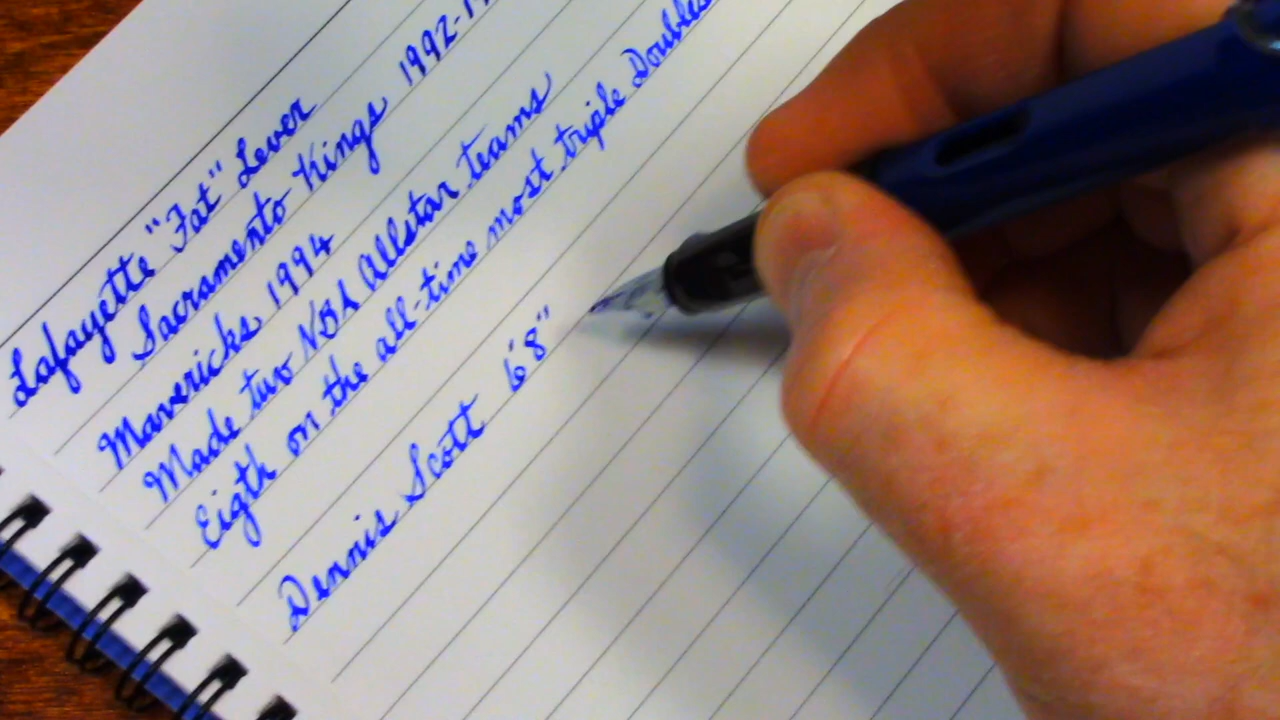 Lafayette "Fat" Lever
Sacramento Kings 1992-1
Mavericks 1994
Made two NBA Allstar teams
Eigth on the all-time most triple Doubles
Dennis Scott 6'8"